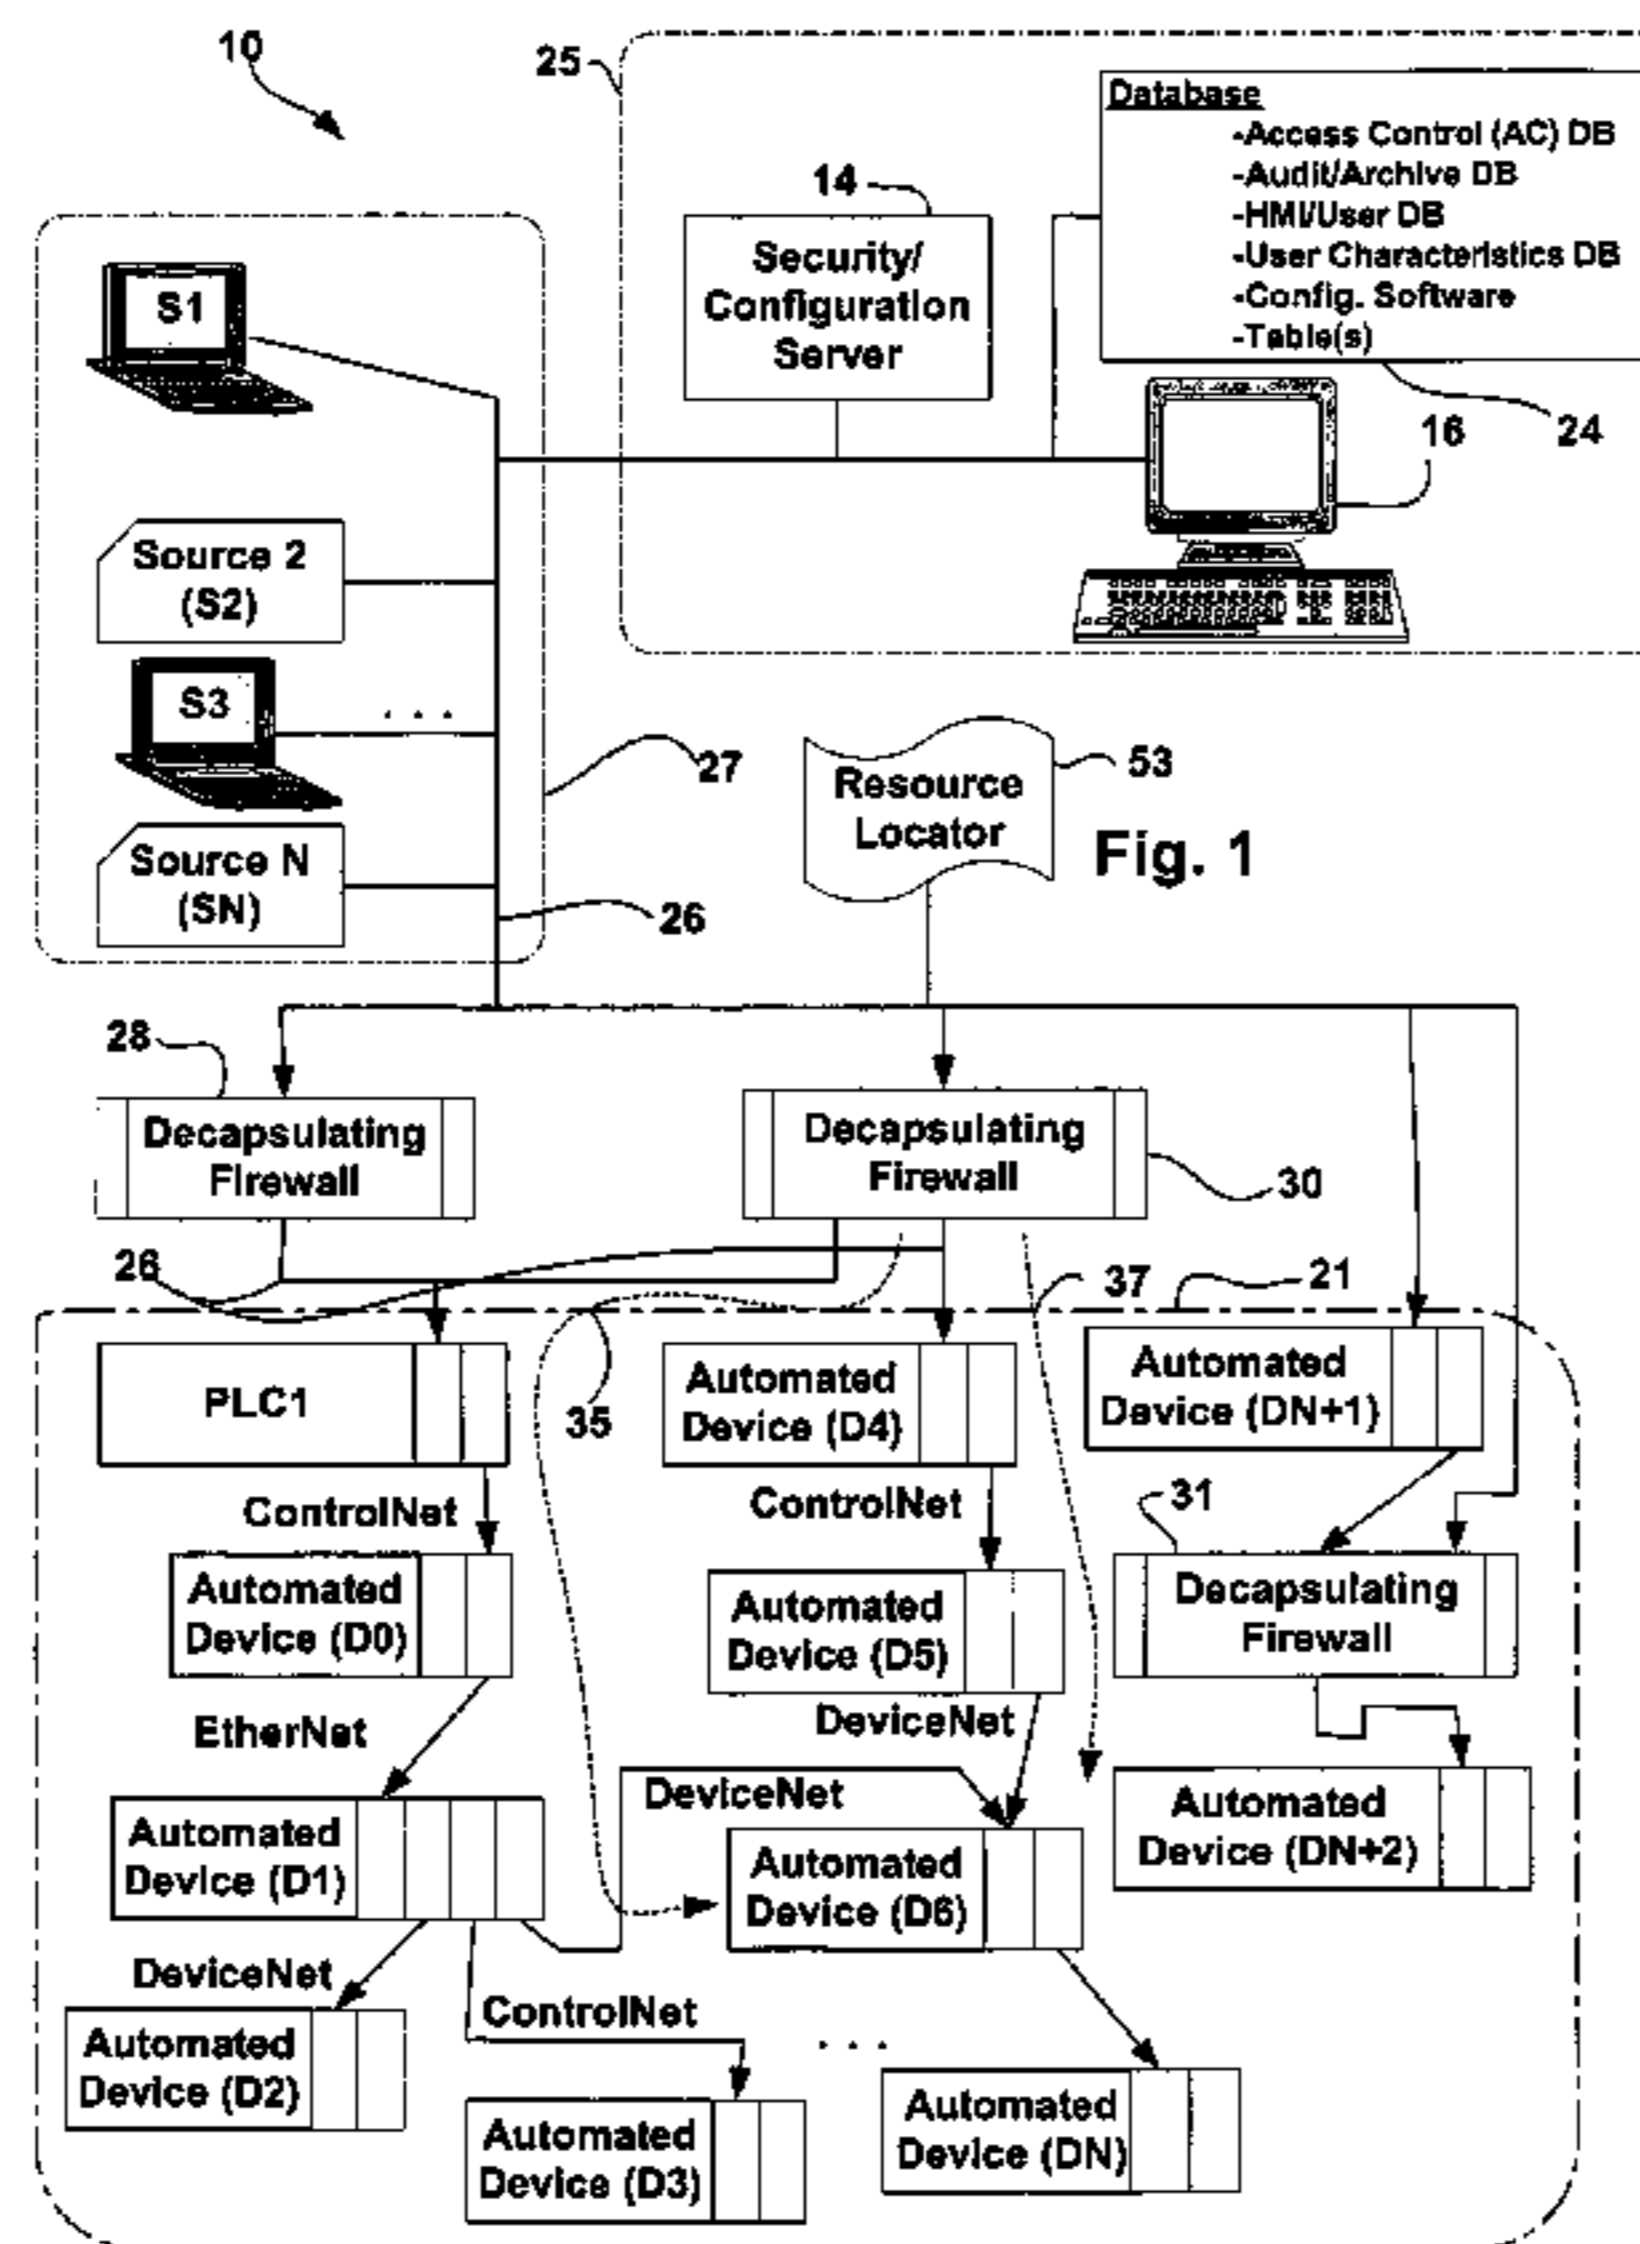 10
25
Database
-Access Control (AC) DB
-Audit/Archive DB
-HMI/User DB
-User Characteristics DB
-Config. Software
-Table(s)
14
Security/
Configuration
Server
S1
16
24
Source 2
(S2)
S3
. . .
27
Resource
Locator
53
Fig. 1
Source N
(SN)
26
28
Decapsulating
Firewall
Decapsulating
Firewall
30
26
37
21
PLC1
35
Automated
Device (D4)
Automated
Device (DN+1)
ControlNet
ControlNet
31
Automated
Device (D0)
Automated
Device (D5)
Decapsulating
Firewall
EtherNet
DeviceNet
DeviceNet
Automated
Device (D1)
Automated
Device (D6)
Automated
Device (DN+2)
DeviceNet
ControlNet
. . .
Automated
Device (D2)
Automated
Device (D3)
Automated
Device (DN)